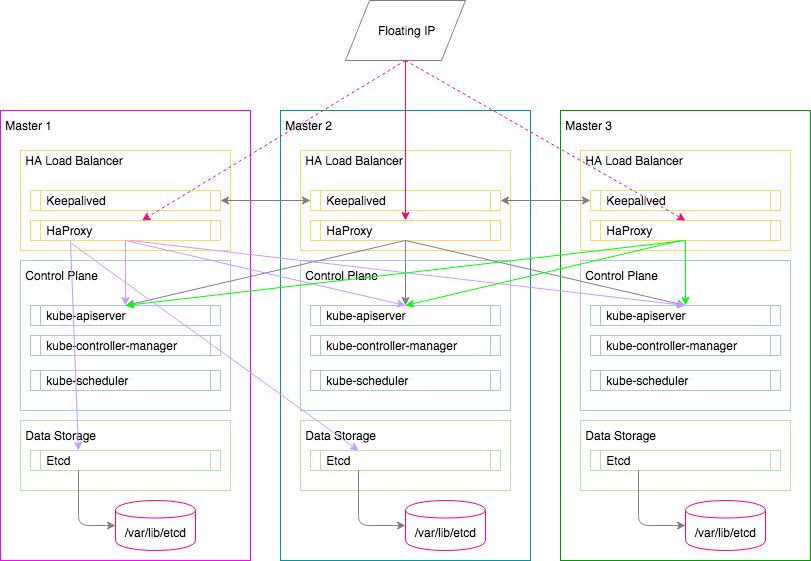 Floating IP
Master 1
HA Load Balancer
Keepalived
HaProxy
Control Plane
kube-apiserver
kube-controller-manager
kube-scheduler
Data Storage
Etcd
/var/lib/etcd
Master 2
HA Load Balancer
Keepalived
HaProxy
Control Plane
kube-apiserver
kube-controller-manager
kube-scheduler
Data Storage
Etcd
/var/lib/etcd
Master 3
HA Load Balancer
Keepalived
HaProxy
Control Plane
kube-apiserver
kube-controller-manager
kube-scheduler
Data Storage
Etcd
/var/lib/etcd